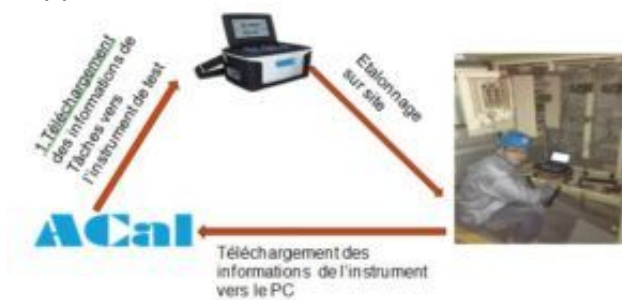 1.Téléchargement
des informations de
Tâches vers
l'instrument de test
Etalonnage
sur site
ACal
Téléchargement des
informations de l'instrument
vers le PC